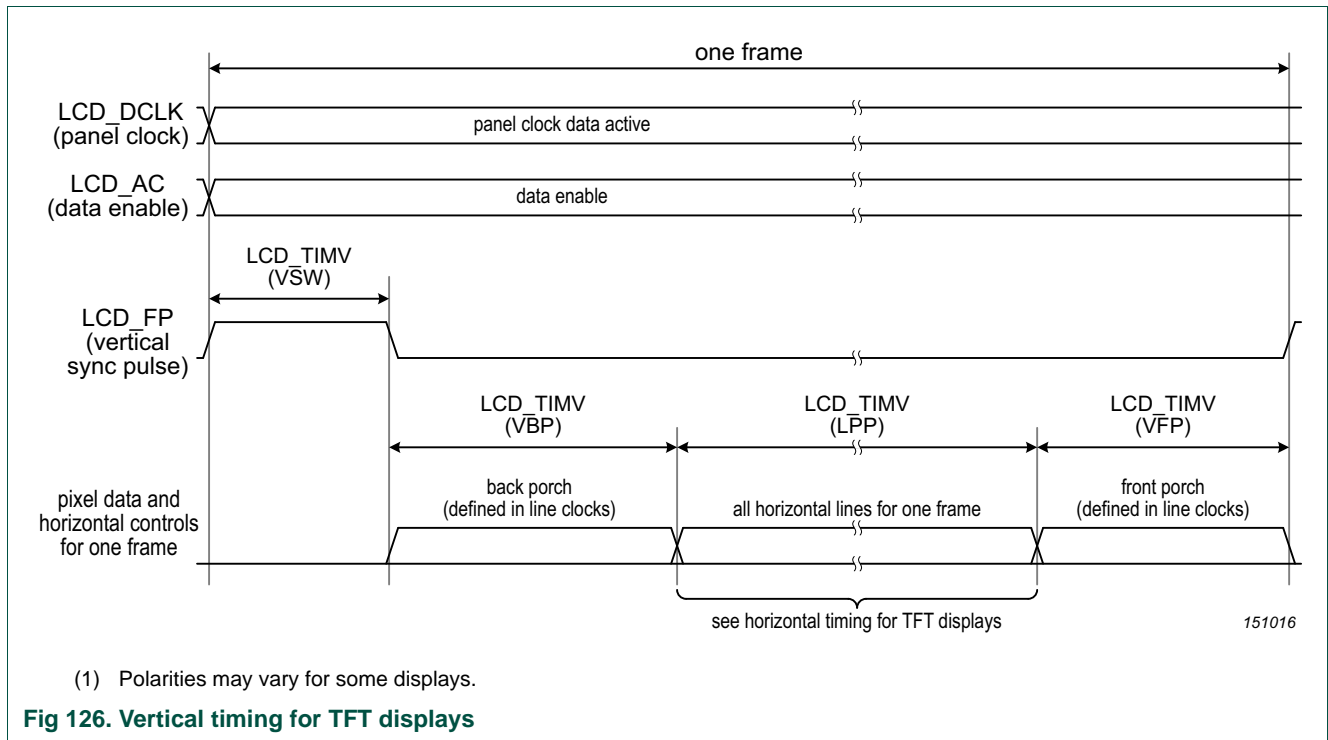 one frame
LCD_DCLK
(panel clock)
panel clock data active
LCD_AC
(data enable)
data enable
LCD_TIMV
(VSW)
LCD_FP
(vertical
sync pulse)
LCD_TIMV
(VBP)
LCD_TIMV
(LPP)
LCD_TIMV
(VFP)
pixel data and
horizontal controls
for one frame
back porch
(defined in line clocks)
all horizontal lines for one frame
front porch
(defined in line clocks)
see horizontal timing for TFT displays
151016
(1) Polarities may vary for some displays.
Fig 126. Vertical timing for TFT displays